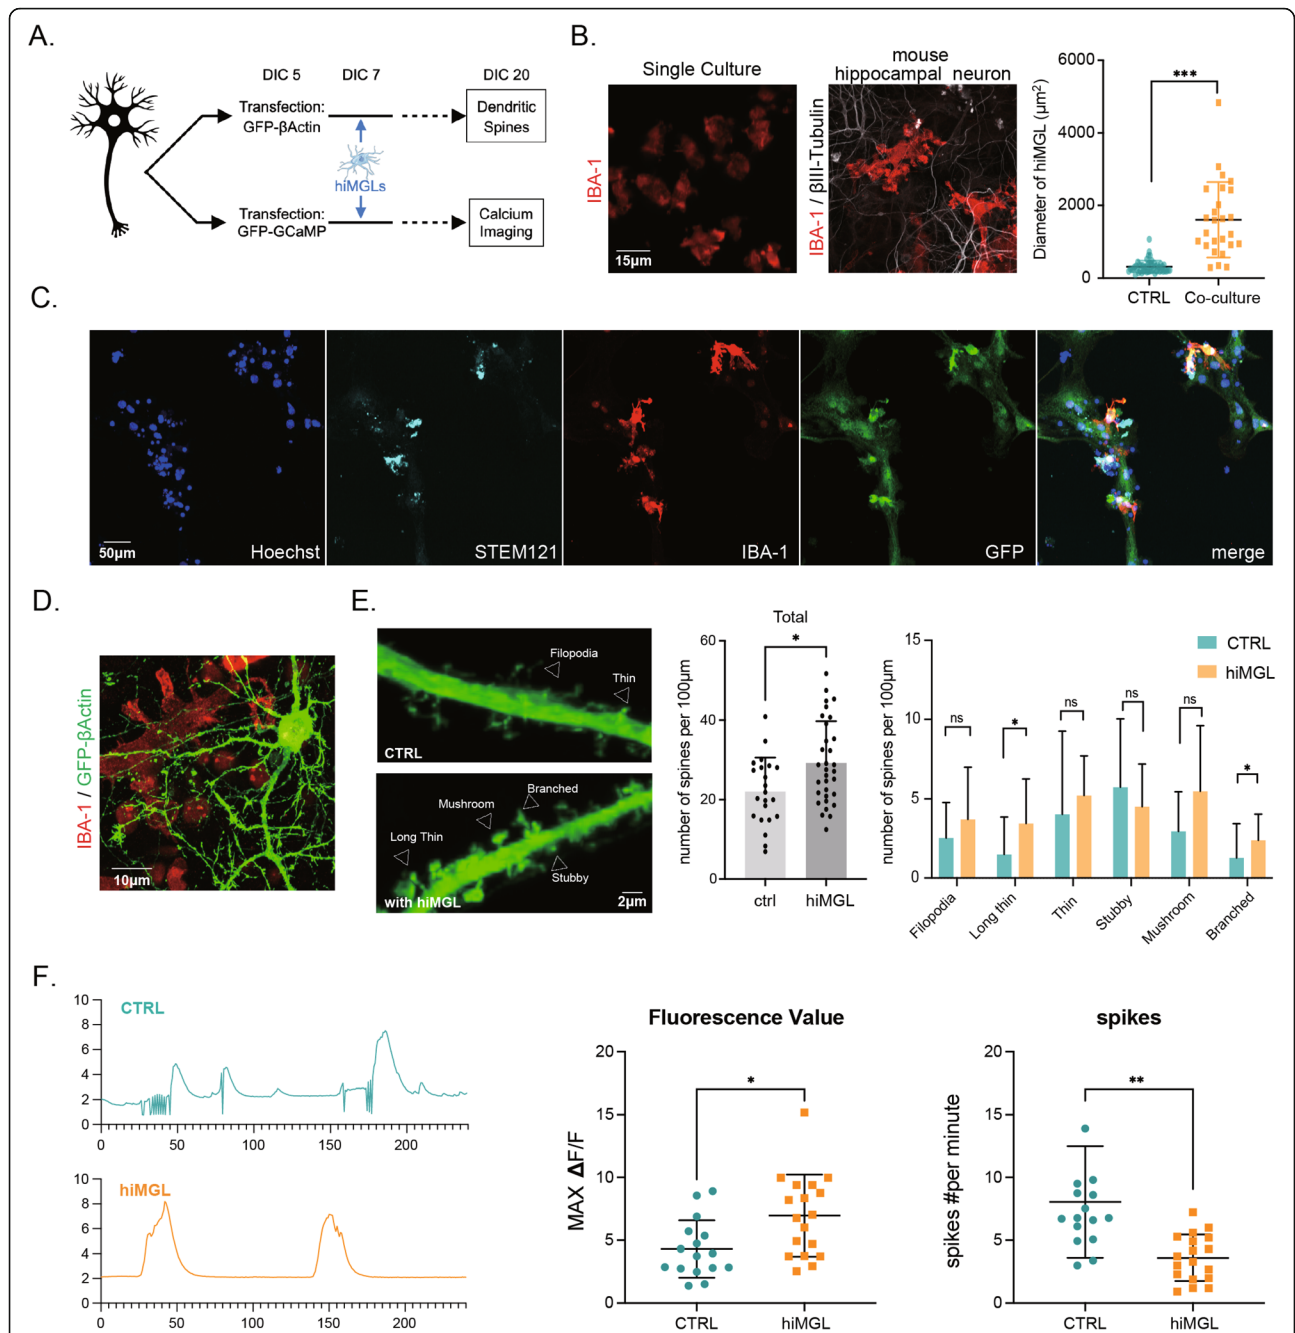 A.
DIC 5
DIC 7
DIC 20
Transfection:
GFP-βActin
Dendritic
Spines
hiMGLs
Transfection:
GFP-GCaMP
Calcium
Imaging
B.
Single Culture
IBA-1
15μm
mouse
hippocampal neuron
IBA-1 / βIII-Tubulin
Diameter of hiMGL (μm²)
6000
4000
2000
0
***
CTRL
Co-culture
C.
50μm
Hoechst
STEM121
IBA-1
GFP
merge
D.
IBA-1 / GFP-βActin
10μm
E.
Filopodia
Thin
CTRL
Branched
Mushroom
Long Thin
Stubby
with hiMGL
2μm
Total
number of spines per 100μm
60
40
20
0
*
ctrl
hiMGL
number of spines per 100μm
15
10
5
0
CTRL
hiMGL
ns
*
ns
ns
ns
*
Filopodia
Long thin
Thin
Stubby
Mushroom
Branched
F.
CTRL
10
8
6
4
2
0
0 50 100 150 200
hiMGL
10
8
6
4
2
0
0 50 100 150 200
Fluorescence Value
MAX ΔF/F
20
15
10
5
0
*
CTRL
hiMGL
spikes
spikes #per minute
20
15
10
5
0
**
CTRL
hiMGL